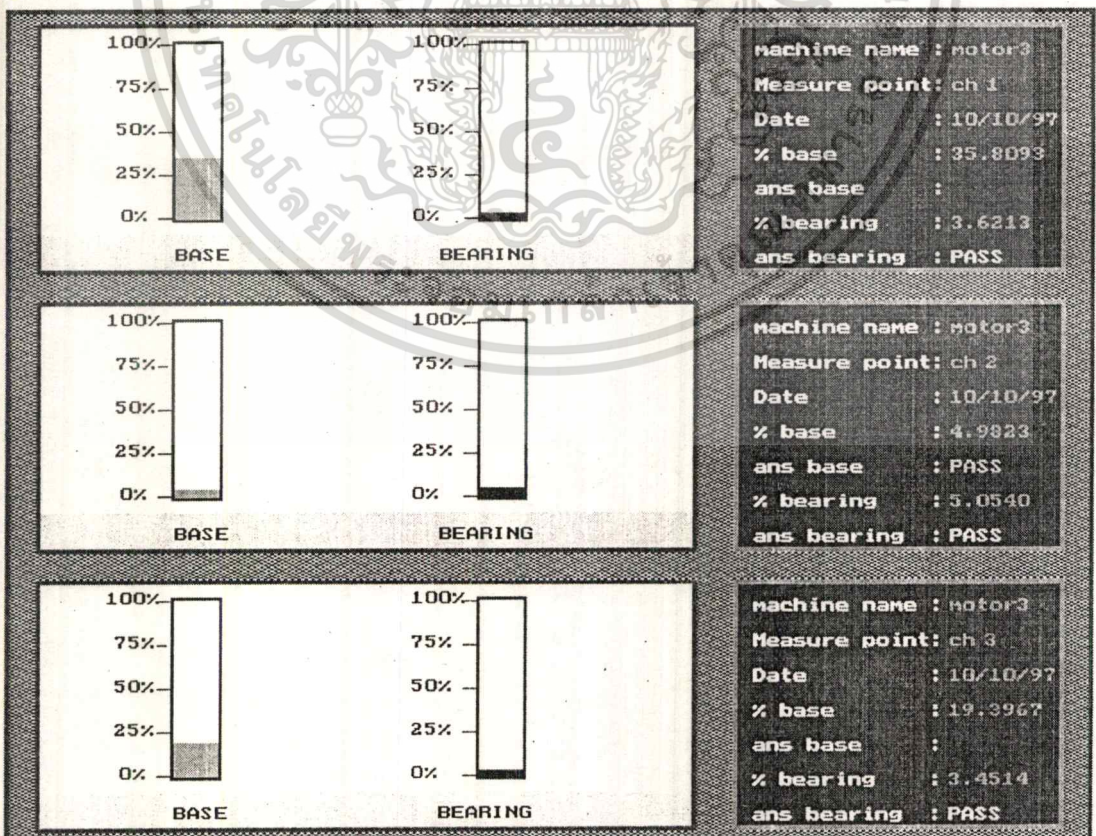 100%
75%
50%
25%
0%
BASE
100%
75%
50%
25%
0%
BEARING
machine name : motor3
Measure point: ch 1
Date : 10/10/97
% base : 35.8093
ans base :
% bearing : 3.6213
ans bearing : PASS
100%
75%
50%
25%
0%
BASE
100%
75%
50%
25%
0%
BEARING
machine name : motor3
Measure point: ch 2
Date : 10/10/97
% base : 4.9823
ans base : PASS
% bearing : 5.0540
ans bearing : PASS
100%
75%
50%
25%
0%
BASE
100%
75%
50%
25%
0%
BEARING
machine name : motor3
Measure point: ch 3
Date : 10/10/97
% base : 19.3967
ans base :
% bearing : 3.4514
ans bearing : PASS